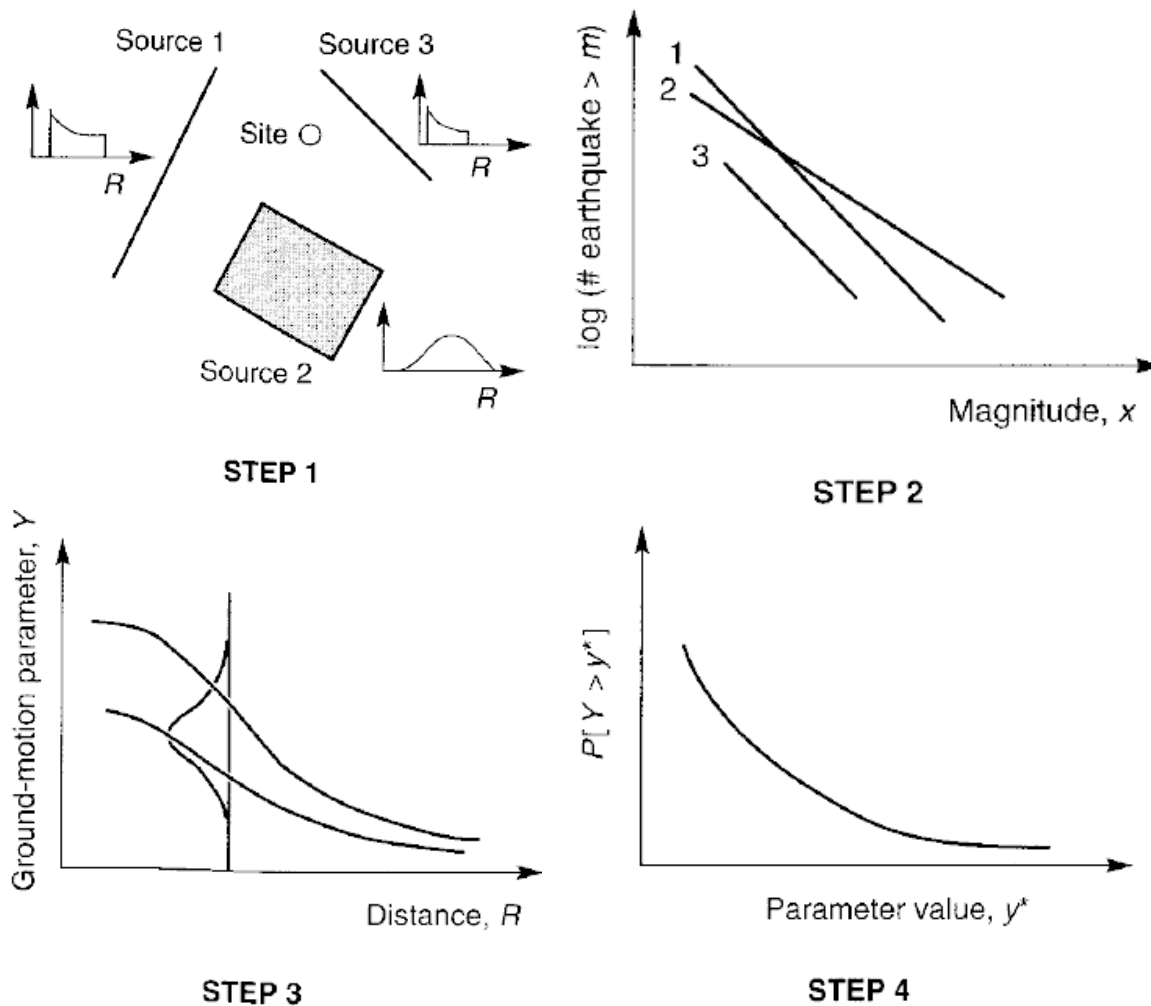 Source 1
Source 3
Site
R
R
Source 2
R
STEP 1
log (# earthquake > m)
1
2
3
Magnitude, x
STEP 2
Ground-motion parameter, Y
Distance, R
STEP 3
P[Y > y*]
Parameter value, y*
STEP 4